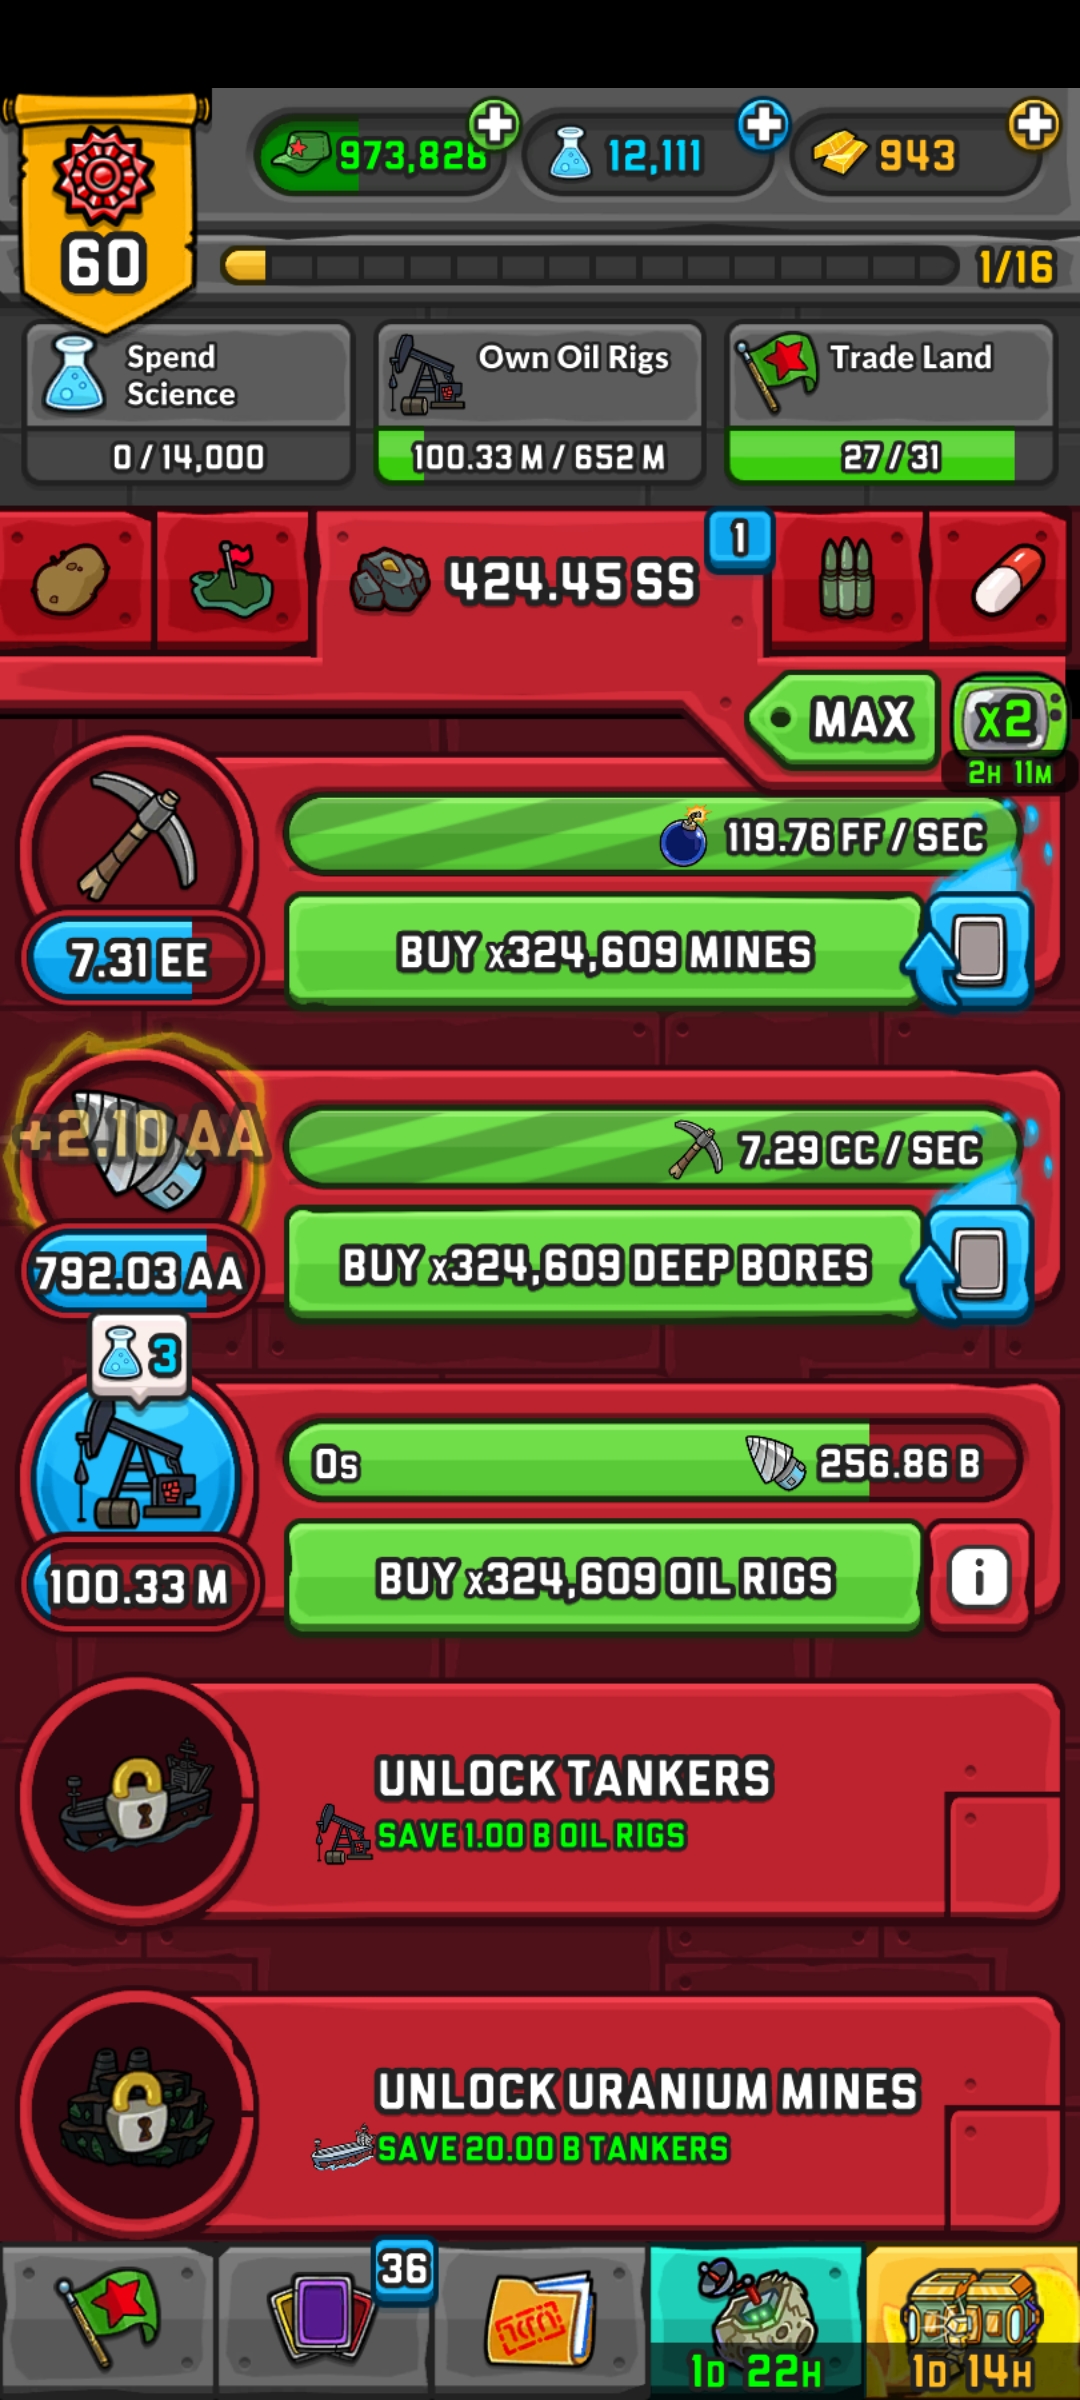 973,828
12,111
943
60
1/16
Spend
Science
0 / 14,000
Own Oil Rigs
100.33 M / 652 M
Trade Land
27 / 31
424.45 SS
1
MAX
x2
2H 11M
119.76 FF / SEC
7.31 EE
BUY x324,609 MINES
+2.10 AA
7.29 CC / SEC
792.03 AA
BUY x324,609 DEEP BORES
3
0s
256.86 B
100.33 M
BUY x324,609 OIL RIGS
i
UNLOCK TANKERS
SAVE 1.00 B OIL RIGS
UNLOCK URANIUM MINES
SAVE 20.00 B TANKERS
36
1D 22H
1D 14H